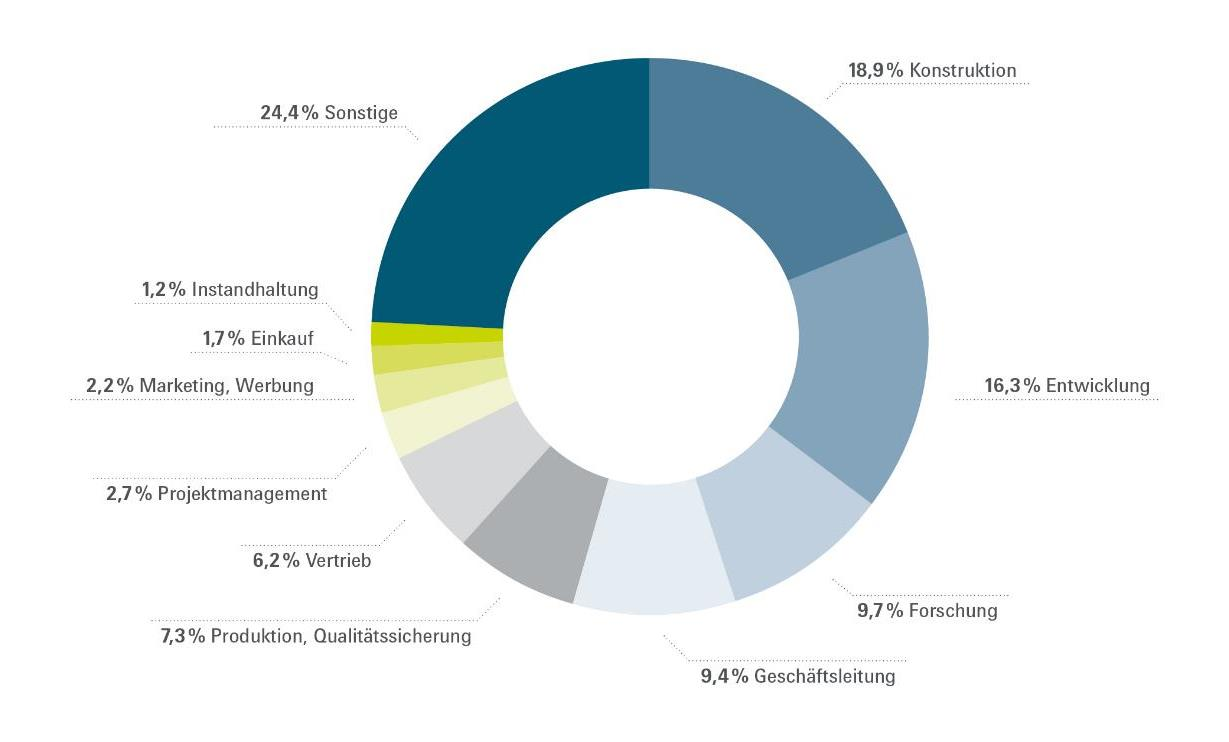 18,9 % Konstruktion
24,4 % Sonstige
1,2 % Instandhaltung
1,7 % Einkauf
2,2 % Marketing, Werbung
16,3 % Entwicklung
2,7 % Projektmanagement
6,2 % Vertrieb
9,7 % Forschung
7,3 % Produktion, Qualitätssicherung
9,4 % Geschäftsleitung